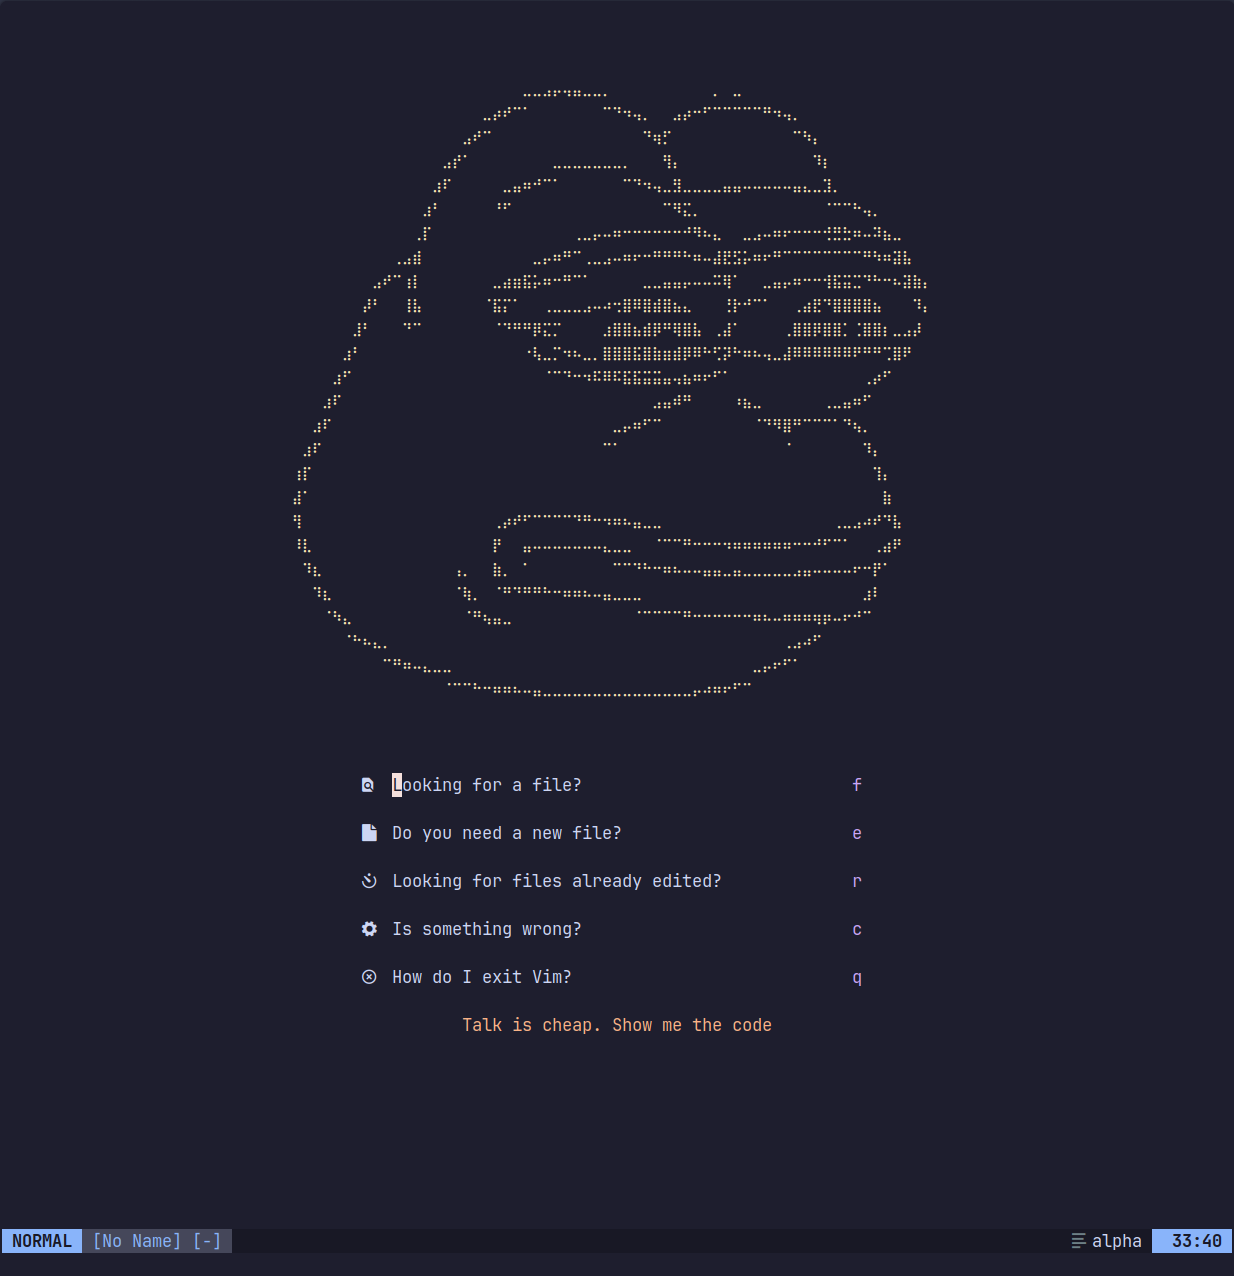 Looking for a file? f
Do you need a new file? e
Looking for files already edited? r
Is something wrong? c
How do I exit Vim? q
Talk is cheap. Show me the code
NORMAL [No Name] [-] alpha 33:40